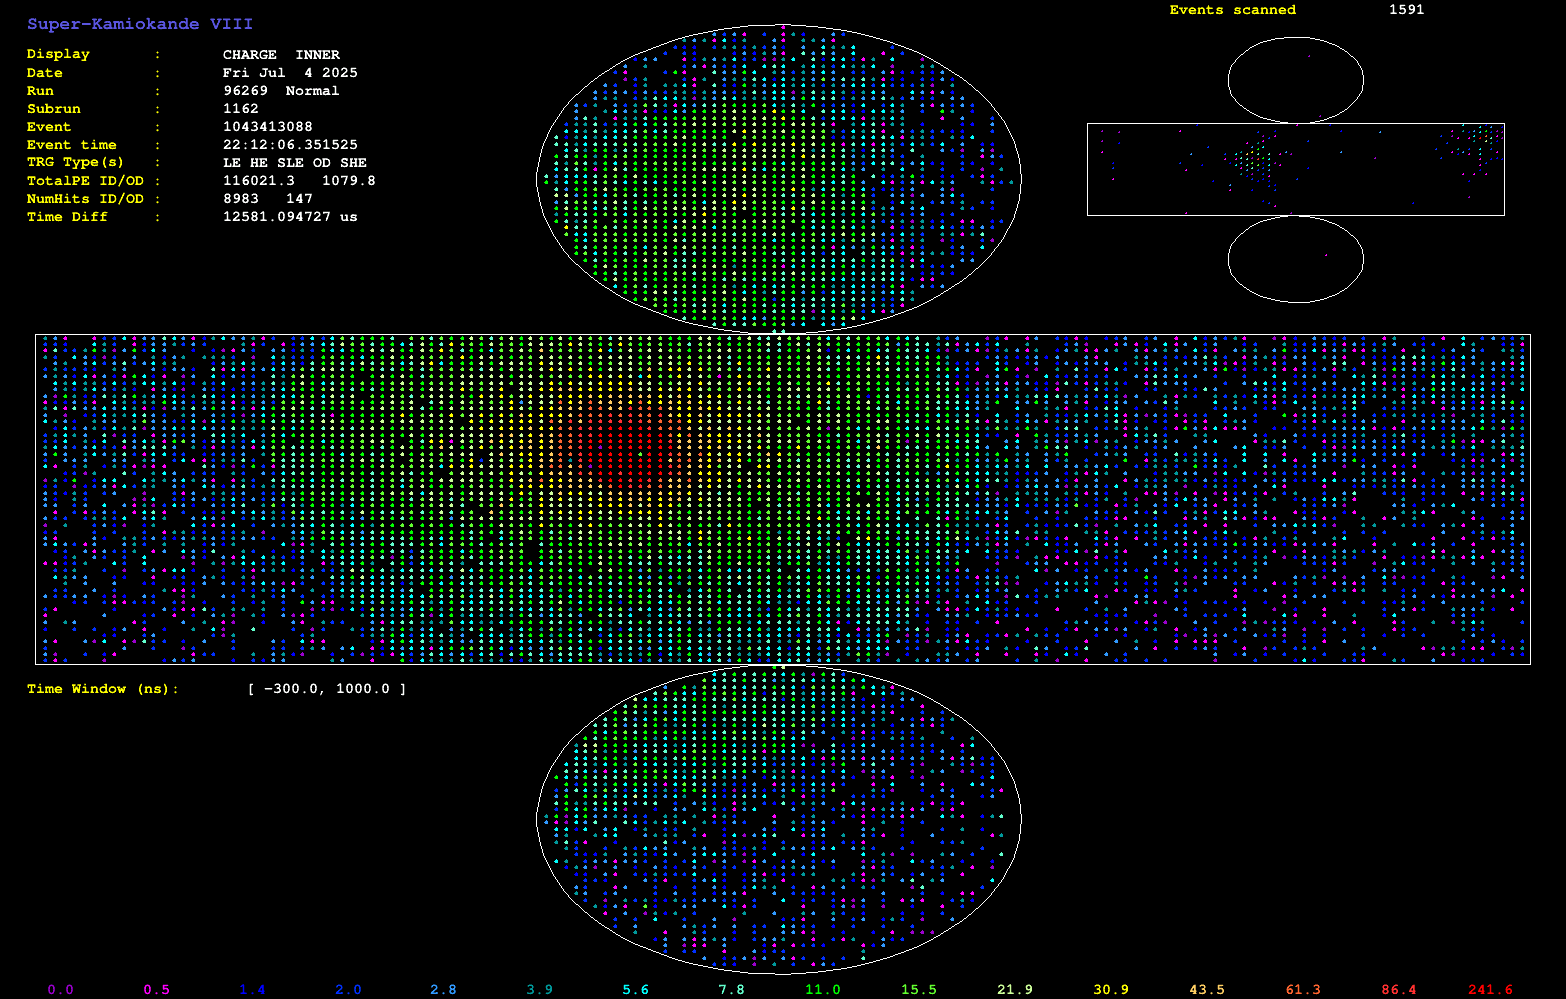 Super-Kamiokande VIII
Events scanned 1591
Display : CHARGE INNER
Date : Fri Jul 4 2025
Run : 96269 Normal
Subrun : 1162
Event : 1043413088
Event time : 22:12:06.351525
TRG Type(s) : LE HE SLE OD SHE
TotalPE ID/OD : 116021.3 1079.8
NumHits ID/OD : 8983 147
Time Diff : 12581.094727 us
Time Window (ns): [ -300.0, 1000.0 ]
0.0 0.5 1.4 2.0 2.8 3.9 5.6 7.8 11.0 15.5 21.9 30.9 43.5 61.3 86.4 241.6